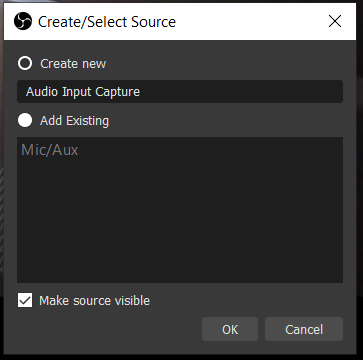 Create/Select Source
Create new
Audio Input Capture
Add Existing
Mic/Aux
Make source visible
OK
Cancel